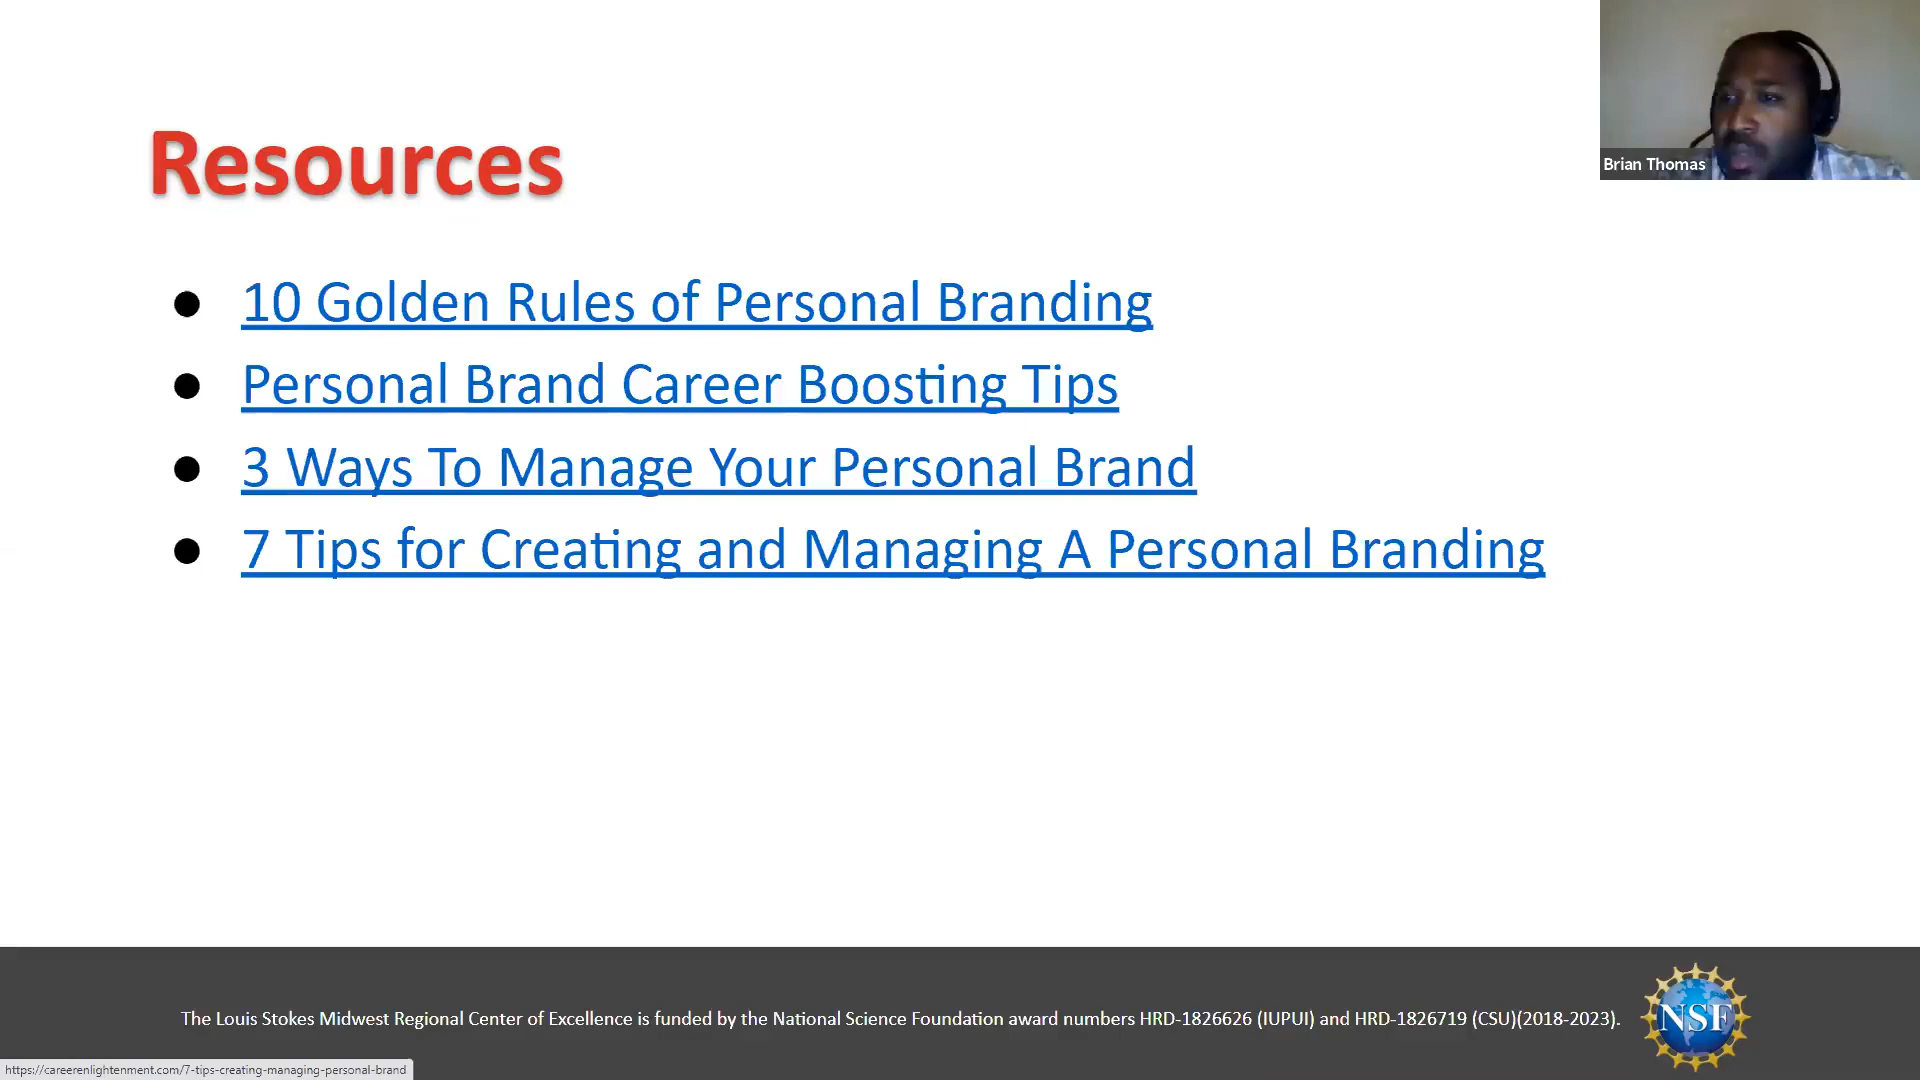 Resources
Brian Thomas
● 10 Golden Rules of Personal Branding
● Personal Brand Career Boosting Tips
● 3 Ways To Manage Your Personal Brand
● 7 Tips for Creating and Managing A Personal Branding
The Louis Stokes Midwest Regional Center of Excellence is funded by the National Science Foundation award numbers HRD-1826626 (IUPUI) and HRD-1826719 (CSU)(2018-2023).
NSF
https://careerenlightenment.com/7-tips-creating-managing-personal-brand